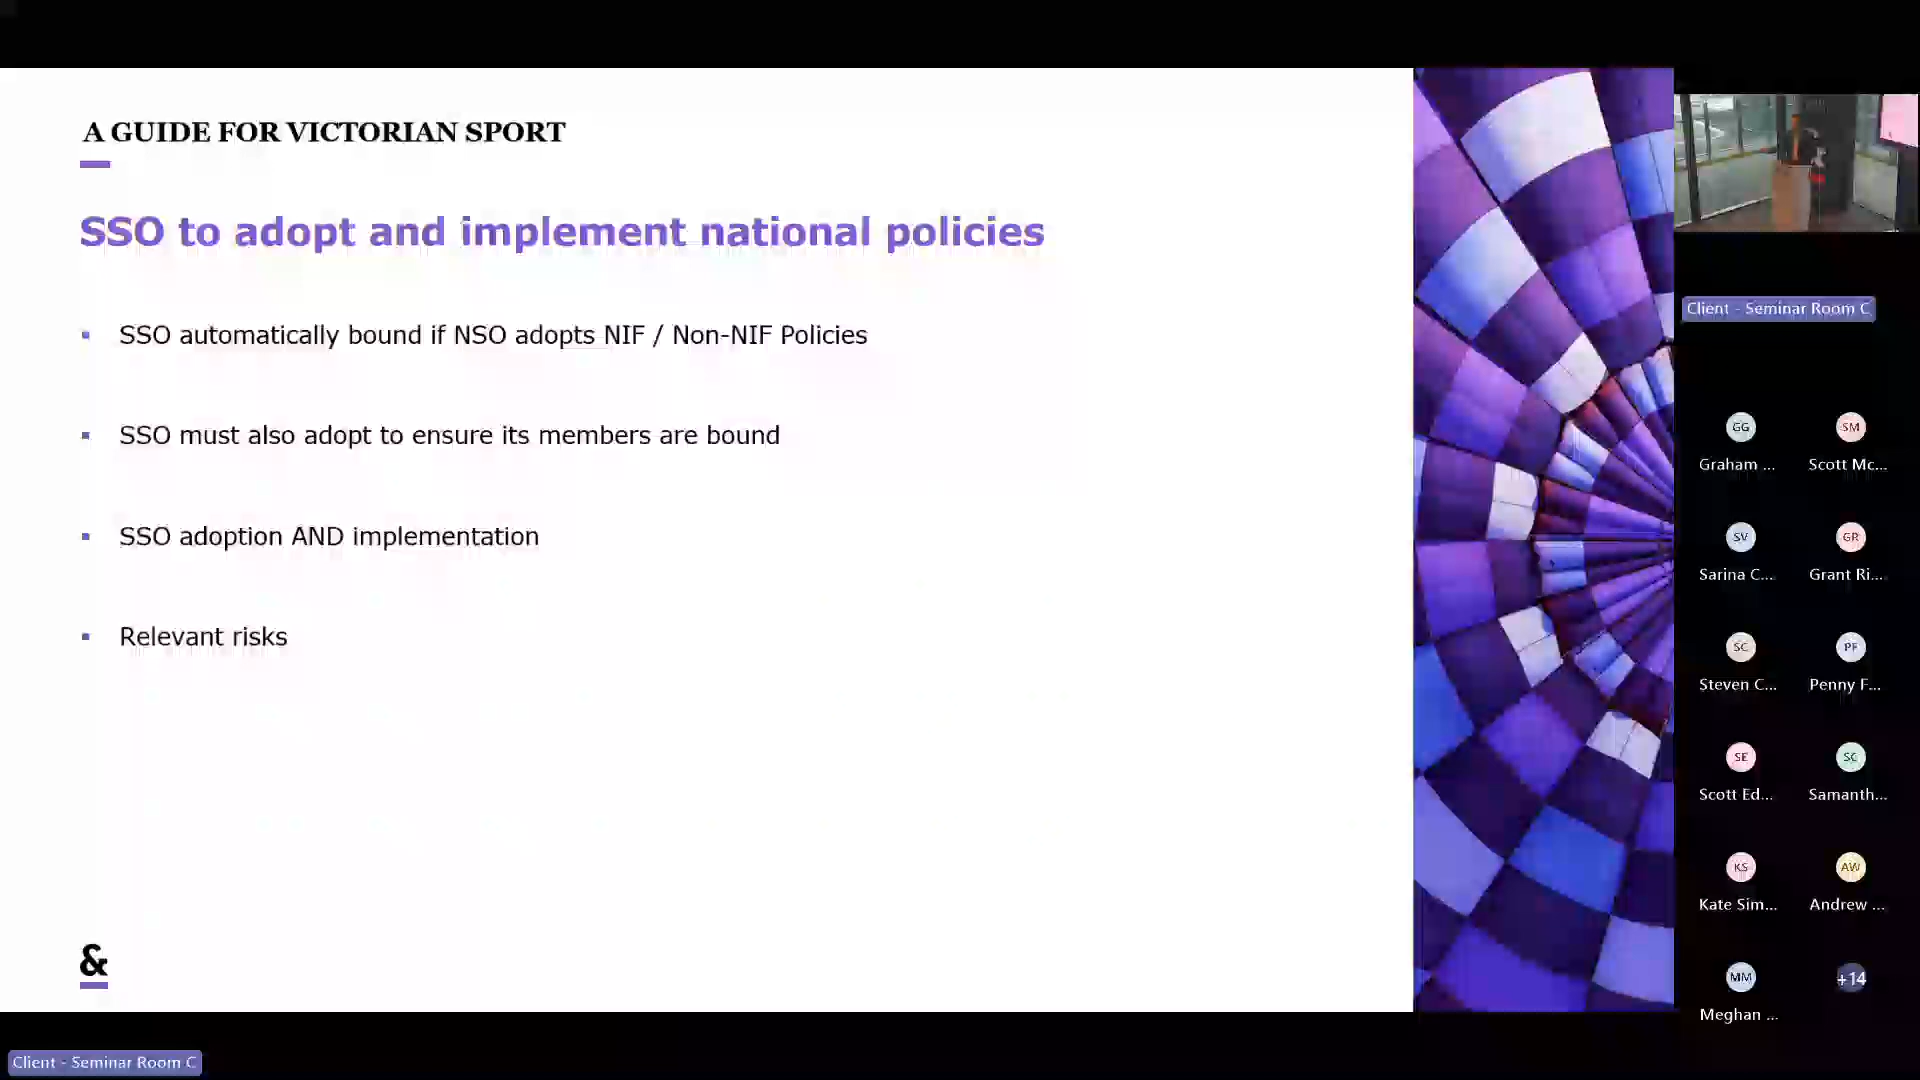 A GUIDE FOR VICTORIAN SPORT
SSO to adopt and implement national policies
▪ SSO automatically bound if NSO adopts NIF / Non-NIF Policies
▪ SSO must also adopt to ensure its members are bound
▪ SSO adoption AND implementation
▪ Relevant risks
&
Client - Seminar Room C
Client - Seminar Room C
GG
SM
Graham ...
Scott Mc...
SV
GR
Sarina C...
Grant Ri...
SC
PF
Steven C...
Penny F...
SE
SC
Scott Ed...
Samanth...
KS
AW
Kate Sim...
Andrew ...
MM
+14
Meghan ...